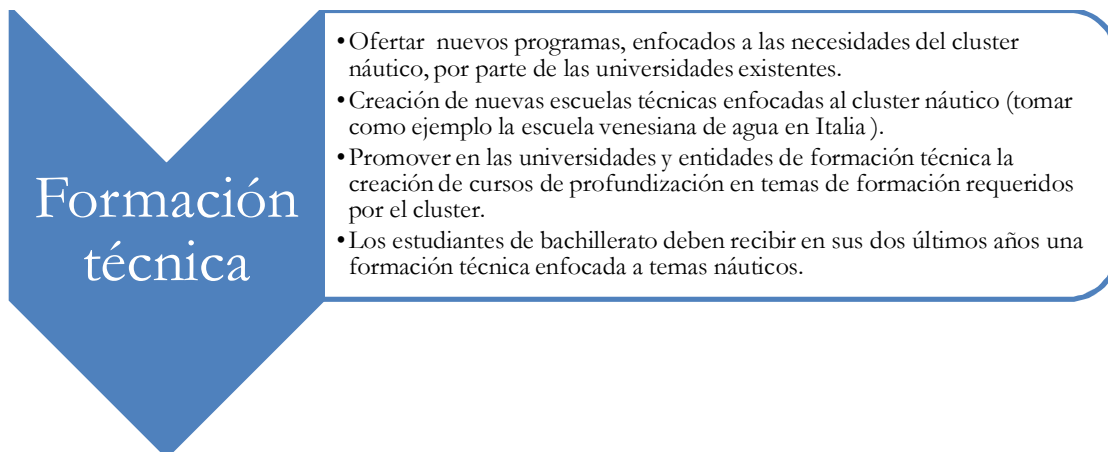 Formación
técnica
•Ofertar nuevos programas, enfocados a las necesidades del cluster
náutico, por parte de las universidades existentes.
•Creación de nuevas escuelas técnicas enfocadas al cluster náutico (tomar
como ejemplo la escuela venesiana de agua en Italia ).
•Promover en las universidades y entidades de formación técnica la
creación de cursos de profundización en temas de formación requeridos
por el cluster.
•Los estudiantes de bachillerato deben recibir en sus dos últimos años una
formación técnica enfocada a temas náuticos.